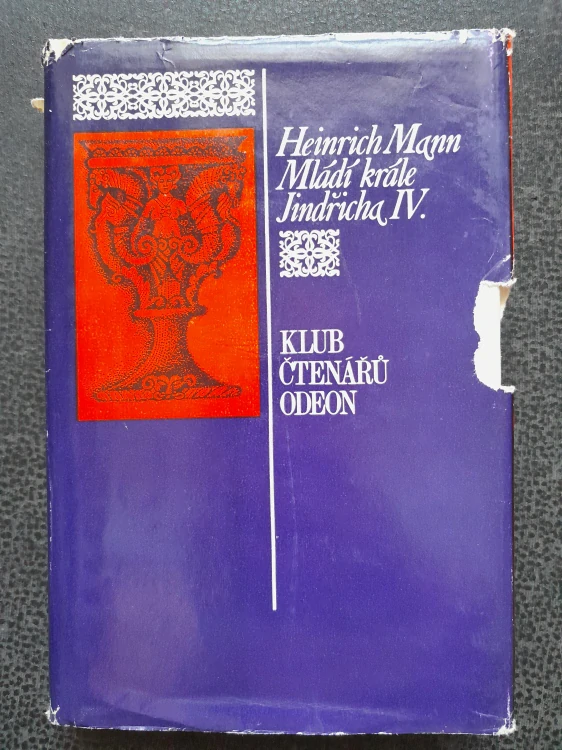 Heinrich Mann
Mládí krále
Jindřicha IV.
KLUB
ČTENÁŘŮ
ODEON